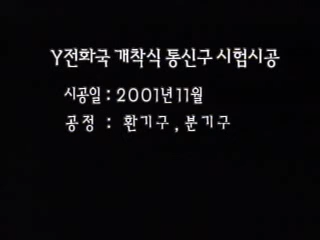 Y전화국 개착식 통신구 시험시공
시공일 : 2001년 11월
공정 : 환기구 , 분기구